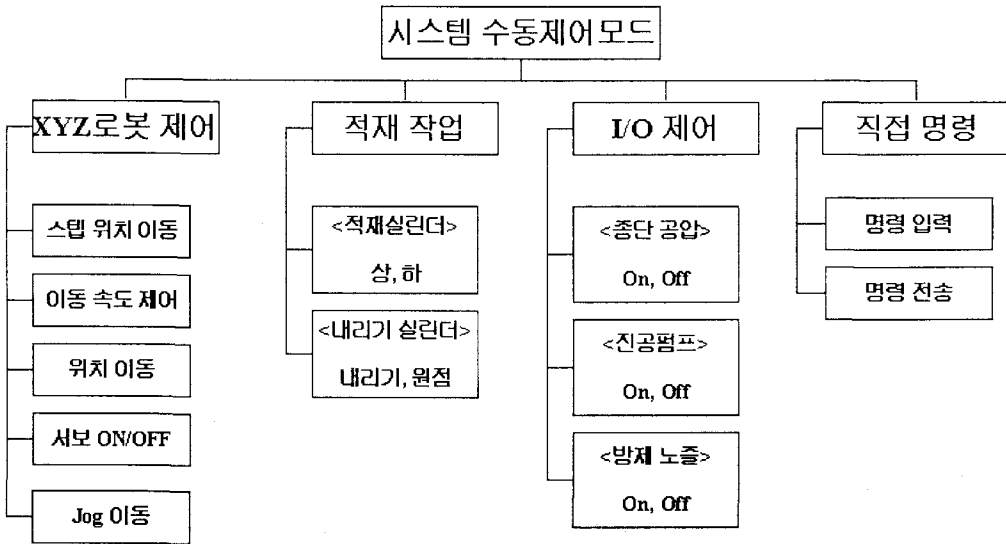 시스템 수동제어모드
XYZ로봇 제어
스텝 위치 이동
이동 속도 제어
위치 이동
서보 ON/OFF
Jog 이동
적재 작업
<적재실린더>
상, 하
<내리기 실린더>
내리기, 원점
I/O 제어
<종단 공압>
On, Off
<진공펌프>
On, Off
<방제 노즐>
On, Off
직접 명령
명령 입력
명령 전송